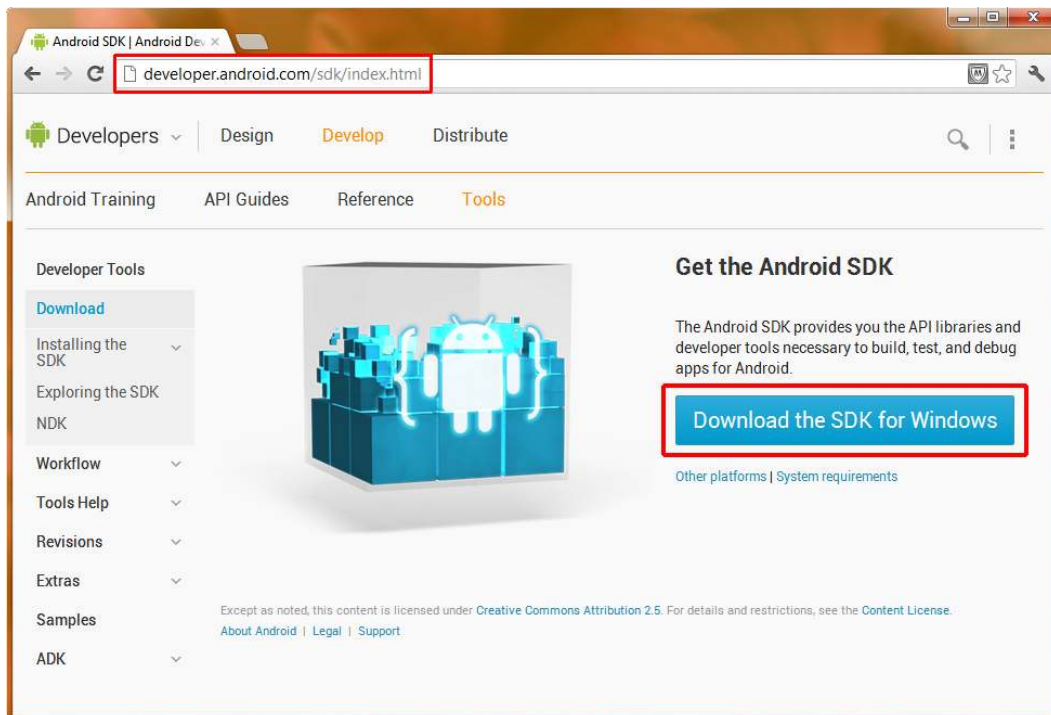 Android SDK | Android Dev
developer.android.com/sdk/index.html
Developers Design Develop Distribute
Android Training API Guides Reference Tools
Developer Tools
Download
Installing the
SDK
Exploring the SDK
NDK
Workflow
Tools Help
Revisions
Extras
Samples
ADK
Get the Android SDK
The Android SDK provides you the API libraries and
developer tools necessary to build, test, and debug
apps for Android.
Download the SDK for Windows
Other platforms | System requirements
Except as noted, this content is licensed under Creative Commons Attribution 2.5. For details and restrictions, see the Content License.
About Android | Legal | Support